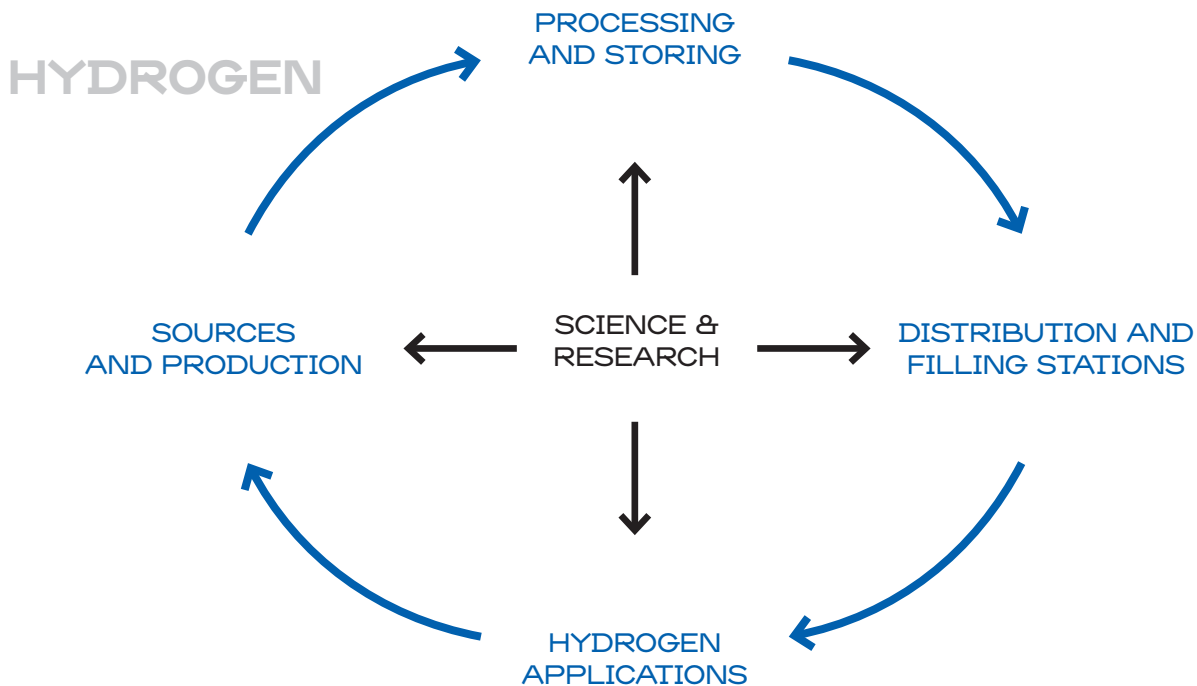 HYDROGEN
PROCESSING
AND STORING
SOURCES
AND PRODUCTION
SCIENCE &
RESEARCH
DISTRIBUTION AND
FILLING STATIONS
HYDROGEN
APPLICATIONS